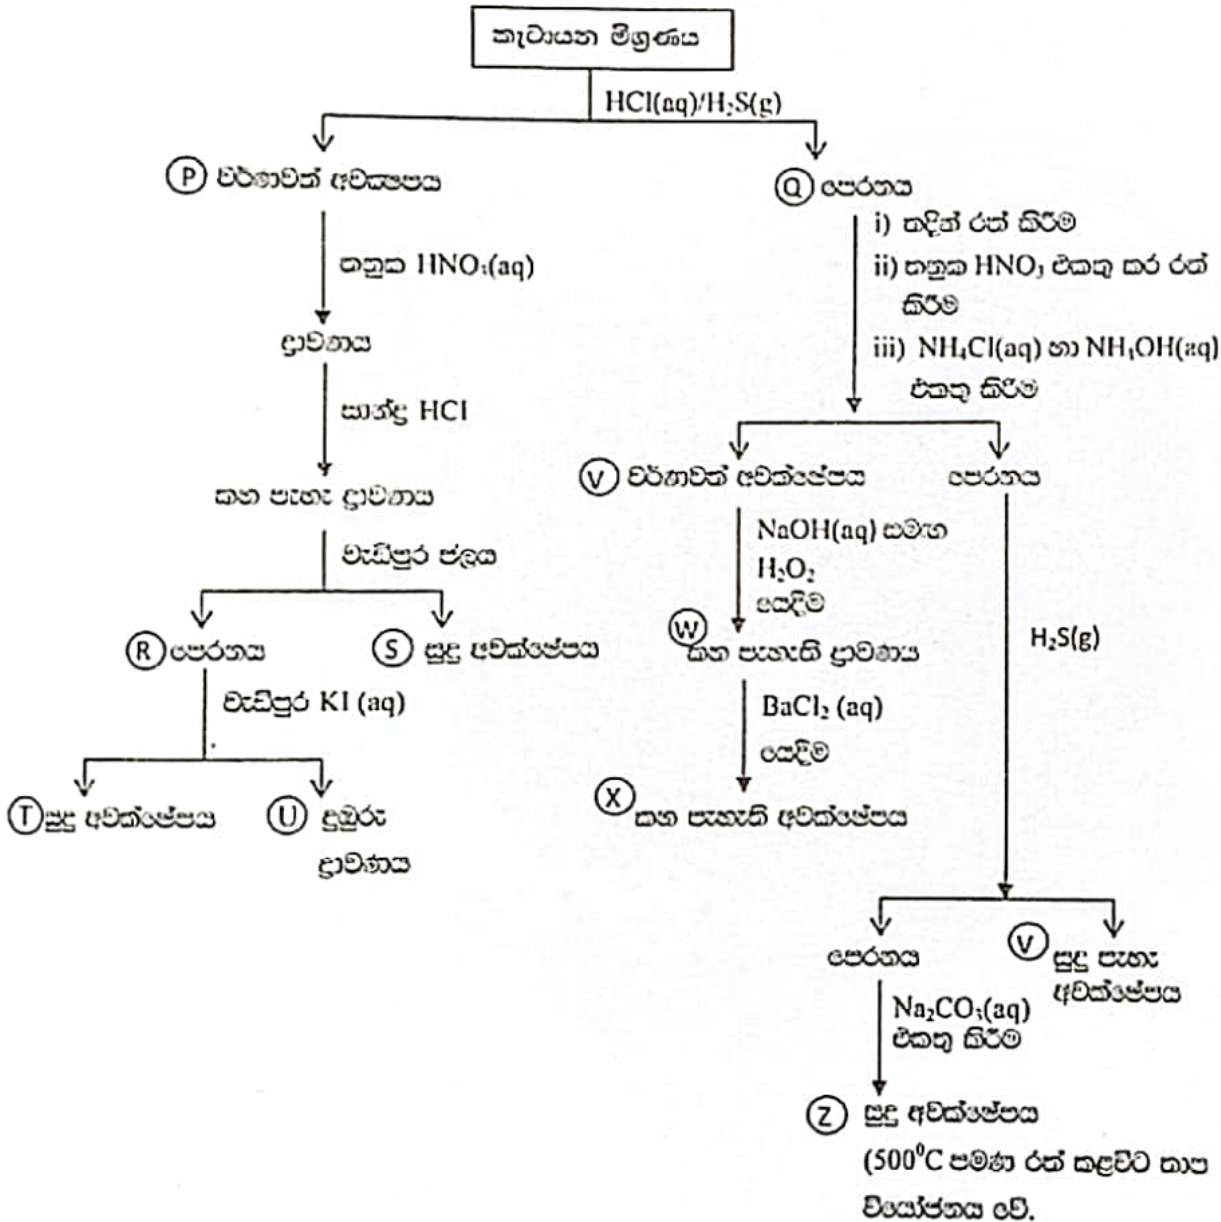 කැටායන මිශ්‍රණය
HCl(aq)/H₂S(g)
Ⓟ වර්ණවත් අවක්‍ෂපය
Ⓠ පෙරනය
i) තදින් රත් කිරීම
ii) තනුක HNO₃ එකතු කර රත්
කිරීම
iii) NH₄Cl(aq) හා NH₄OH(aq)
එකතු කිරීම
තනුක HNO₃(aq)
ද්‍රාවණය
සාන්ද්‍ර HCl
කහ පැහැ ද්‍රාවණය
වැඩිපුර ජලය
Ⓡ පෙරනය
Ⓢ සුදු අවක්ෂේපය
වැඩිපුර KI (aq)
Ⓣ සුදු අවක්ෂේපය
Ⓤ දුඹුරු
ද්‍රාවණය
Ⓥ වර්ණවත් අවක්ෂේපය
පෙරනය
NaOH(aq) සමඟ
H₂O₂
යෙදීම
Ⓦ කහ පැහැති ද්‍රාවණය
BaCl₂ (aq)
යෙදීම
Ⓧ කහ පැහැති අවක්ෂේපය
H₂S(g)
පෙරනය
Ⓥ සුදු පැහැ
අවක්ෂේපය
Na₂CO₃(aq)
එකතු කිරීම
Ⓩ සුදු අවක්ෂේපය
(500⁰C පමණ රත් කළවිට තාප
වියෝජනය වේ.